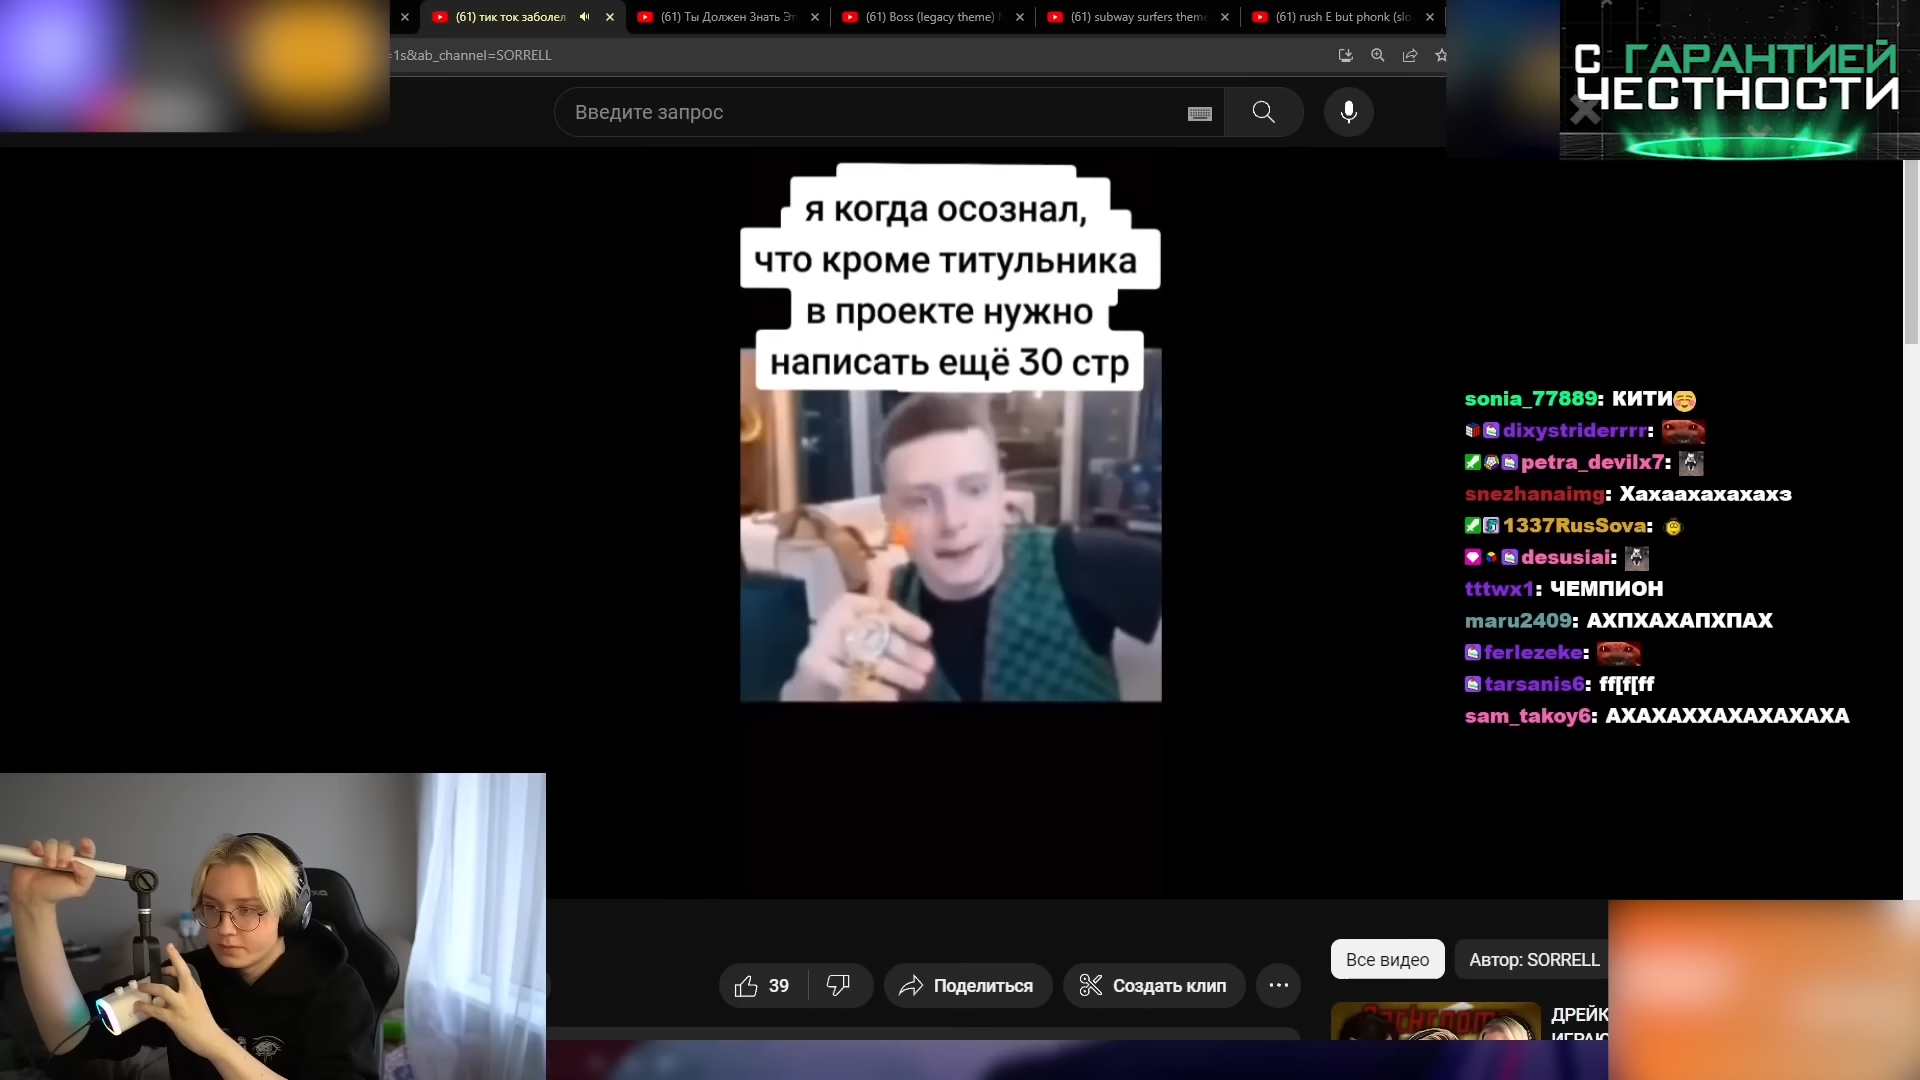 (61) тик ток заболел
(61) Ты Должен Знать Эт
(61) Boss (legacy theme)
(61) subway surfers theme
(61) rush E but phonk (slo
=1s&ab_channel=SORRELL
Введите запрос
С ГАРАНТИЕЙ
ЧЕСТНОСТИ
я когда осознал,
что кроме титульника
в проекте нужно
написать ещё 30 стр
sonia_77889: КИТИ
dixystriderrrr:
petra_devilx7:
snezhanaimg: Хахаахахахахз
1337RusSova:
desusiai:
tttwx1: ЧЕМПИОН
maru2409: АХПХАХАПХПАХ
ferlezeke:
tarsanis6: ff[f[ff
sam_takoy6: АХАХАХХАХАХАХАХА
39
Поделиться
Создать клип
Все видео
Автор: SORRELL
ДРЕЙК
ИГРАЮ